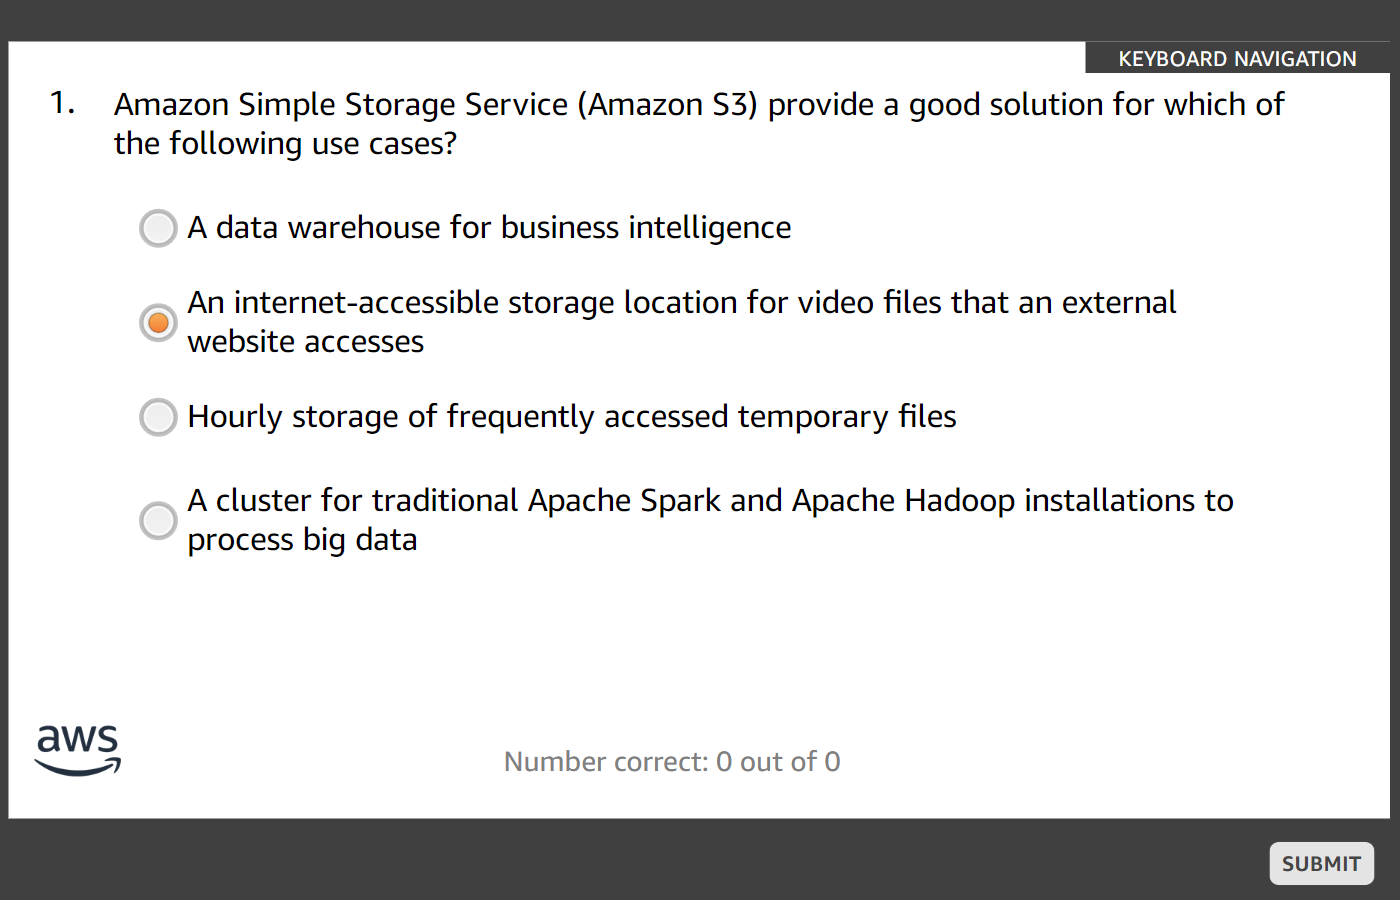 KEYBOARD NAVIGATION
1. Amazon Simple Storage Service (Amazon S3) provide a good solution for which of
the following use cases?
A data warehouse for business intelligence
An internet-accessible storage location for video files that an external
website accesses
Hourly storage of frequently accessed temporary files
A cluster for traditional Apache Spark and Apache Hadoop installations to
process big data
aws
Number correct: 0 out of 0
SUBMIT